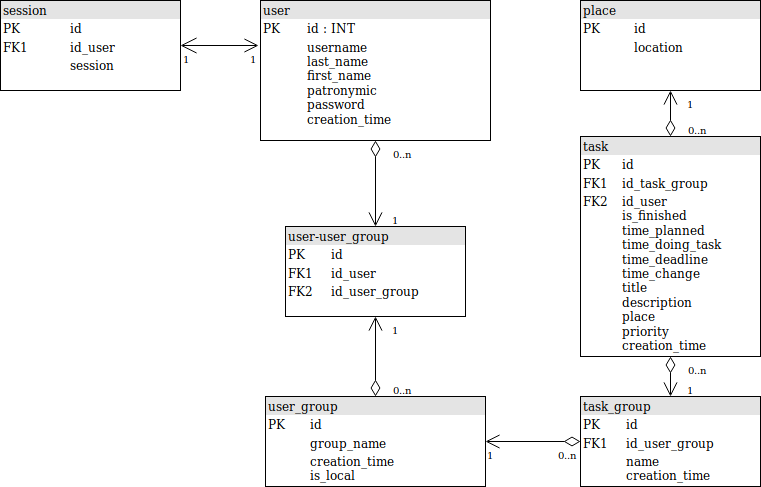 session
PK id
FK1 id_user
session
1
1
user
PK id : INT
username
last_name
first_name
patronymic
password
creation_time
0..n
1
place
PK id
location
1
0..n
task
PK id
FK1 id_task_group
FK2 id_user
is_finished
time_planned
time_doing_task
time_deadline
time_change
title
description
place
priority
creation_time
0..n
1
user-user_group
PK id
FK1 id_user
FK2 id_user_group
1
0..n
user_group
PK id
group_name
creation_time
is_local
1
0..n
task_group
PK id
FK1 id_user_group
name
creation_time